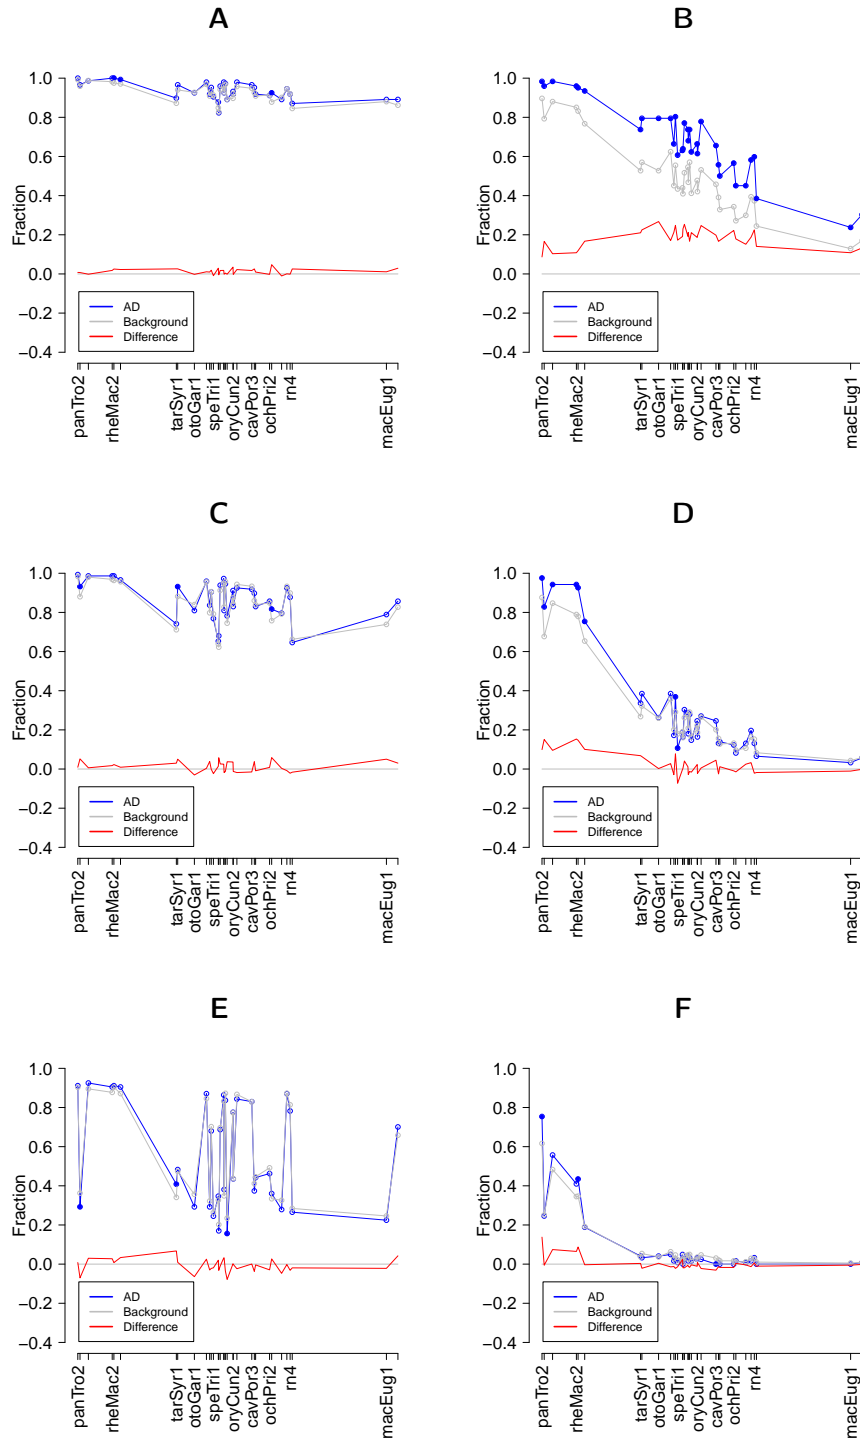 A
Fraction
1.0
0.8
0.6
0.4
0.2
0.0
−0.2
−0.4
AD
Background
Difference
panTro2
rheMac2
tarSyr1
otoGar1
speTri1
oryCun2
cavPor3
ochPri2
rn4
macEug1
B
Fraction
1.0
0.8
0.6
0.4
0.2
0.0
−0.2
−0.4
AD
Background
Difference
panTro2
rheMac2
tarSyr1
otoGar1
speTri1
oryCun2
cavPor3
ochPri2
rn4
macEug1
C
Fraction
1.0
0.8
0.6
0.4
0.2
0.0
−0.2
−0.4
AD
Background
Difference
panTro2
rheMac2
tarSyr1
otoGar1
speTri1
oryCun2
cavPor3
ochPri2
rn4
macEug1
D
Fraction
1.0
0.8
0.6
0.4
0.2
0.0
−0.2
−0.4
AD
Background
Difference
panTro2
rheMac2
tarSyr1
otoGar1
speTri1
oryCun2
cavPor3
ochPri2
rn4
macEug1
E
Fraction
1.0
0.8
0.6
0.4
0.2
0.0
−0.2
−0.4
AD
Background
Difference
panTro2
rheMac2
tarSyr1
otoGar1
speTri1
oryCun2
cavPor3
ochPri2
rn4
macEug1
F
Fraction
1.0
0.8
0.6
0.4
0.2
0.0
−0.2
−0.4
AD
Background
Difference
panTro2
rheMac2
tarSyr1
otoGar1
speTri1
oryCun2
cavPor3
ochPri2
rn4
macEug1